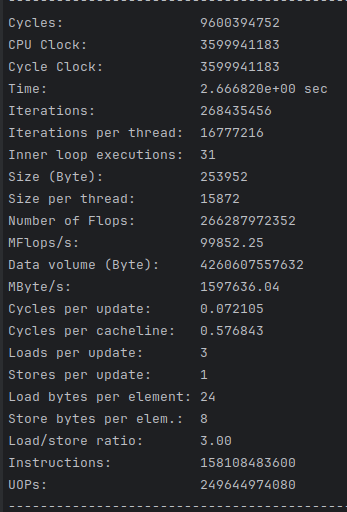 --------------------------------------------------------------------------------
Cycles: 9600394752
CPU Clock: 3599941183
Cycle Clock: 3599941183
Time: 2.666820e+00 sec
Iterations: 268435456
Iterations per thread: 16777216
Inner loop executions: 31
Size (Byte): 253952
Size per thread: 15872
Number of Flops: 266287972352
MFlops/s: 99852.25
Data volume (Byte): 4260607557632
MByte/s: 1597636.04
Cycles per update: 0.072105
Cycles per cacheline: 0.576843
Loads per update: 3
Stores per update: 1
Load bytes per element: 24
Store bytes per elem.: 8
Load/store ratio: 3.00
Instructions: 158108483600
UOPs: 249644974080
--------------------------------------------------------------------------------